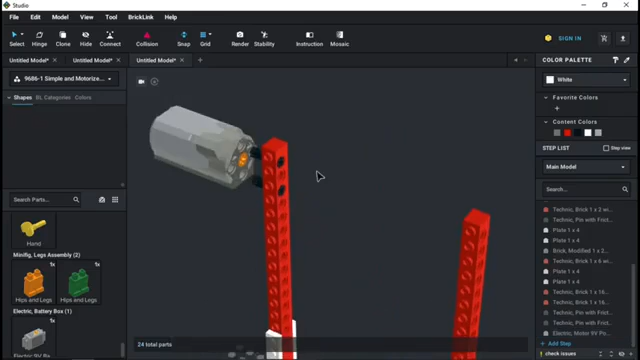 Studio
File Edit Model View Tool BrickLink Help
Select Hinge Clone Hide Connect Collision Snap Grid Render Stability Instruction Mosaic SIGN IN
Untitled Model* Untitled Model* Untitled Model* COLOR PALETTE
9686-1 Simple and Motorize... White
Shapes BL Categories Colors Favorite Colors
Content Colors
STEP LIST Step view
Main Model
Search Parts... Search...
Hand
Minifig, Legs Assembly (2)
1x 1x
Hips and Legs Hips and Legs
Electric, Battery Box (1)
1x
Electric Battery Bo
Technic, Brick 1 x 2 wi...
Technic, Pin with Frist...
Plate 1 x 4
Plate 1 x 4
Brick, Modified 1 x 2...
Technic, Brick 1 x 6 wi...
Plate 1 x 4
Plate 1 x 4
Technic, Brick 1 x 16...
Technic, Brick 1 x 16...
Technic, Pin with Frist...
Technic, Pin with Frist...
Electric, Motor 9V Po...
Add Step
24 total parts
check issues